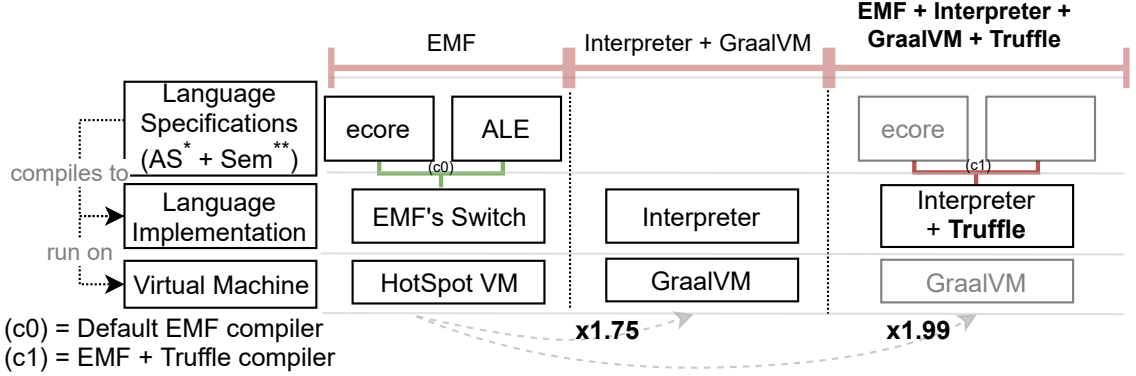 EMF
Interpreter + GraalVM
EMF + Interpreter +
GraalVM + Truffle
Language
Specifications
(AS* + Sem**)
ecore
ALE
(c0)
ecore
(c1)
compiles to
Language
Implementation
EMF's Switch
Interpreter
Interpreter
+ Truffle
run on
Virtual Machine
HotSpot VM
GraalVM
GraalVM
(c0) = Default EMF compiler
x1.75
x1.99
(c1) = EMF + Truffle compiler